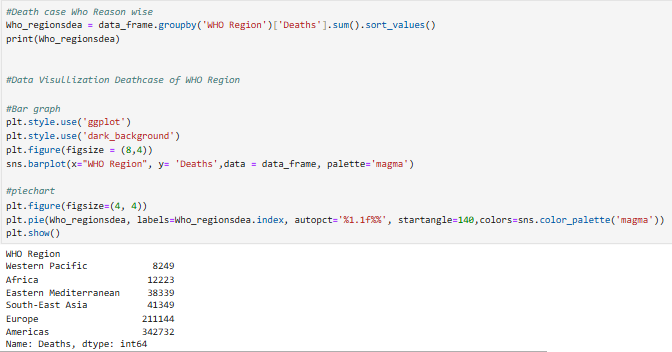 #Death case Who Reason wise
Who_regionsdea = data_frame.groupby('WHO Region')['Deaths'].sum().sort_values()
print(Who_regionsdea)
#Data Visullization Deathcase of WHO Region
#Bar graph
plt.style.use('ggplot')
plt.style.use('dark_background')
plt.figure(figsize = (8,4))
sns.barplot(x="WHO Region", y= 'Deaths',data = data_frame, palette='magma')
#piechart
plt.figure(figsize=(4, 4))
plt.pie(Who_regionsdea, labels=Who_regionsdea.index, autopct='%1.1f%%', startangle=140,colors=sns.color_palette('magma'))
plt.show()
WHO Region
Western Pacific 8249
Africa 12223
Eastern Mediterranean 38339
South-East Asia 41349
Europe 211144
Americas 342732
Name: Deaths, dtype: int64